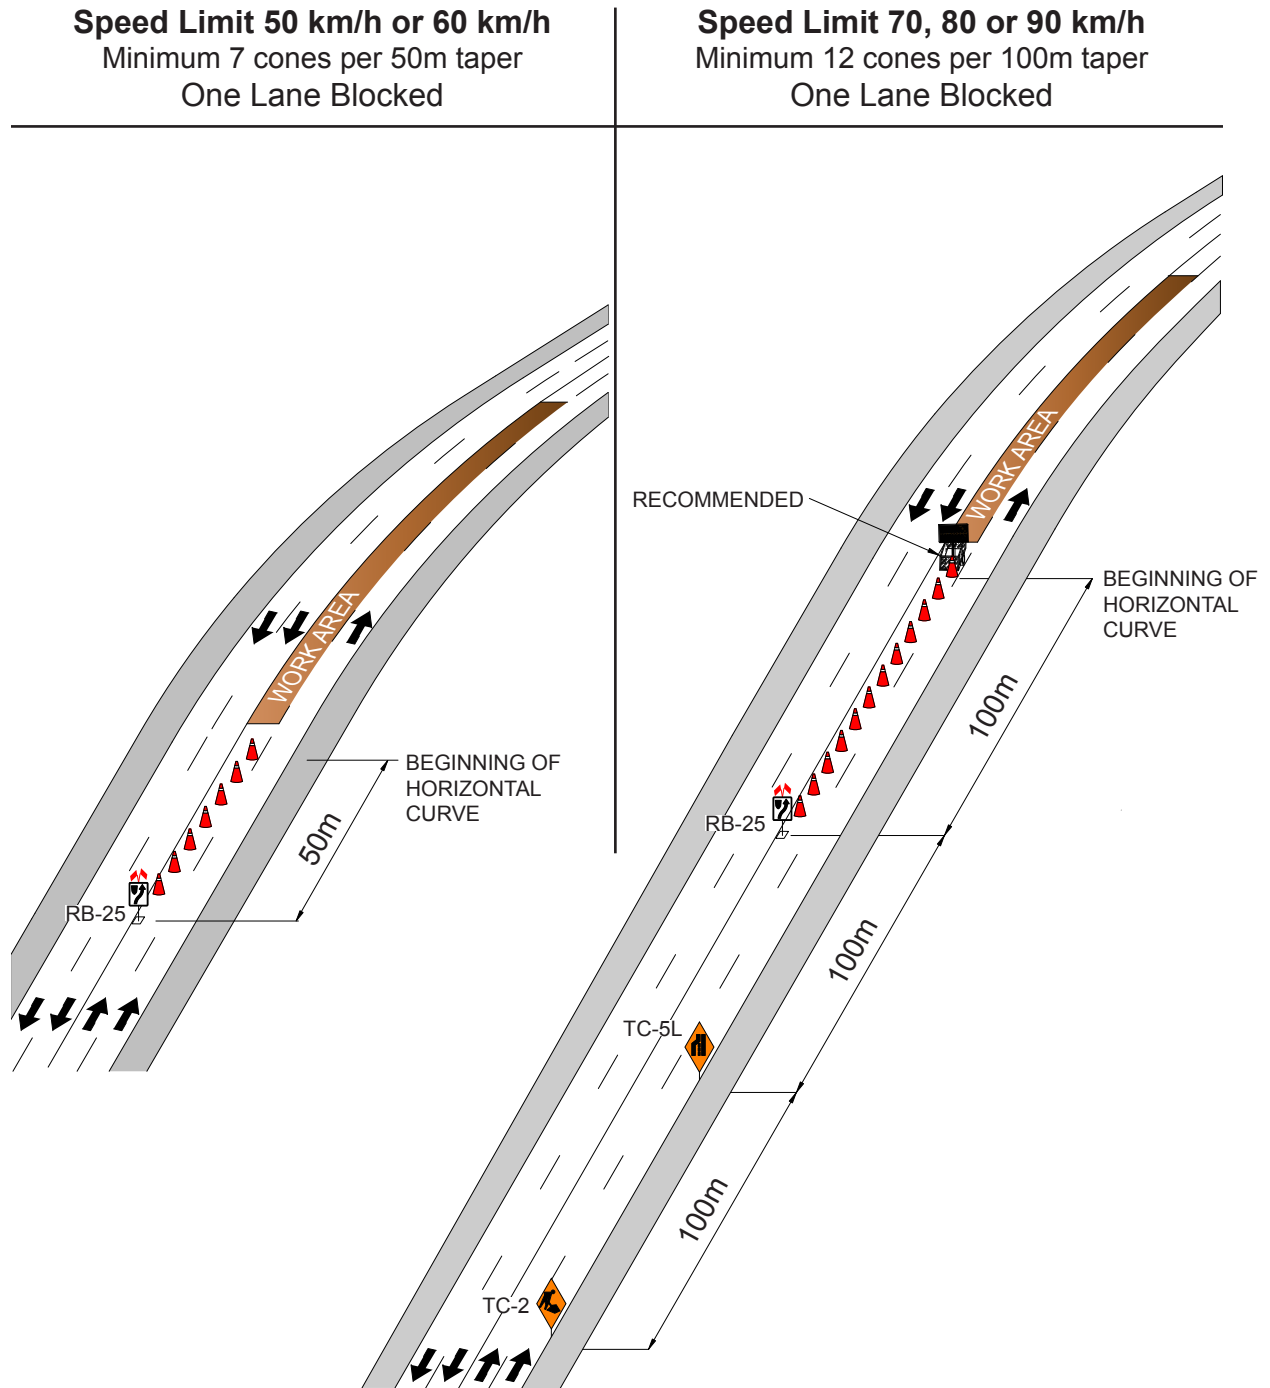 Speed Limit 50 km/h or 60 km/h
Minimum 7 cones per 50m taper
One Lane Blocked
WORK AREA
BEGINNING OF
HORIZONTAL
CURVE
50m
RB-25
Speed Limit 70, 80 or 90 km/h
Minimum 12 cones per 100m taper
One Lane Blocked
WORK AREA
RECOMMENDED
BEGINNING OF
HORIZONTAL
CURVE
100m
RB-25
100m
TC-5L
100m
TC-2